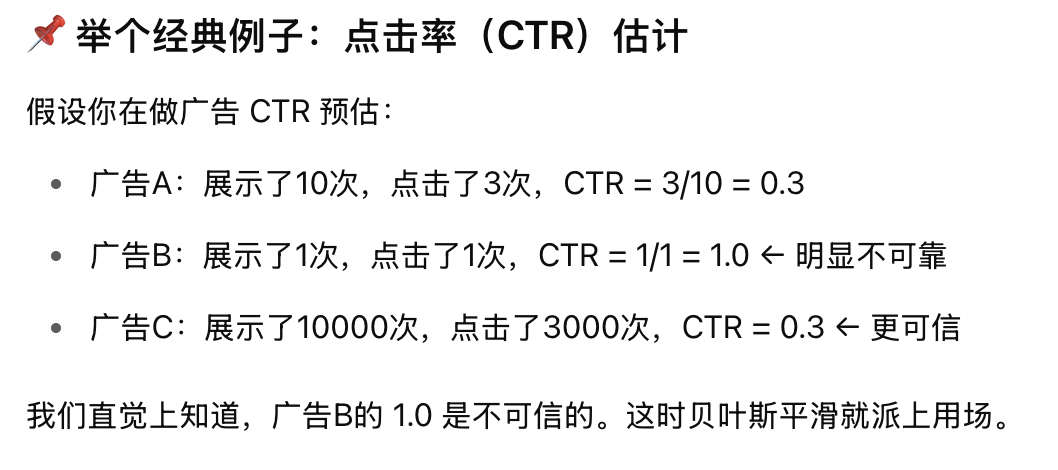 📌 举个经典例子：点击率（CTR）估计
假设你在做广告 CTR 预估：
• 广告A：展示了10次，点击了3次，CTR = 3/10 = 0.3
• 广告B：展示了1次，点击了1次，CTR = 1/1 = 1.0 ← 明显不可靠
• 广告C：展示了10000次，点击了3000次，CTR = 0.3 ← 更可信
我们直觉上知道，广告B的 1.0 是不可信的。这时贝叶斯平滑就派上用场。